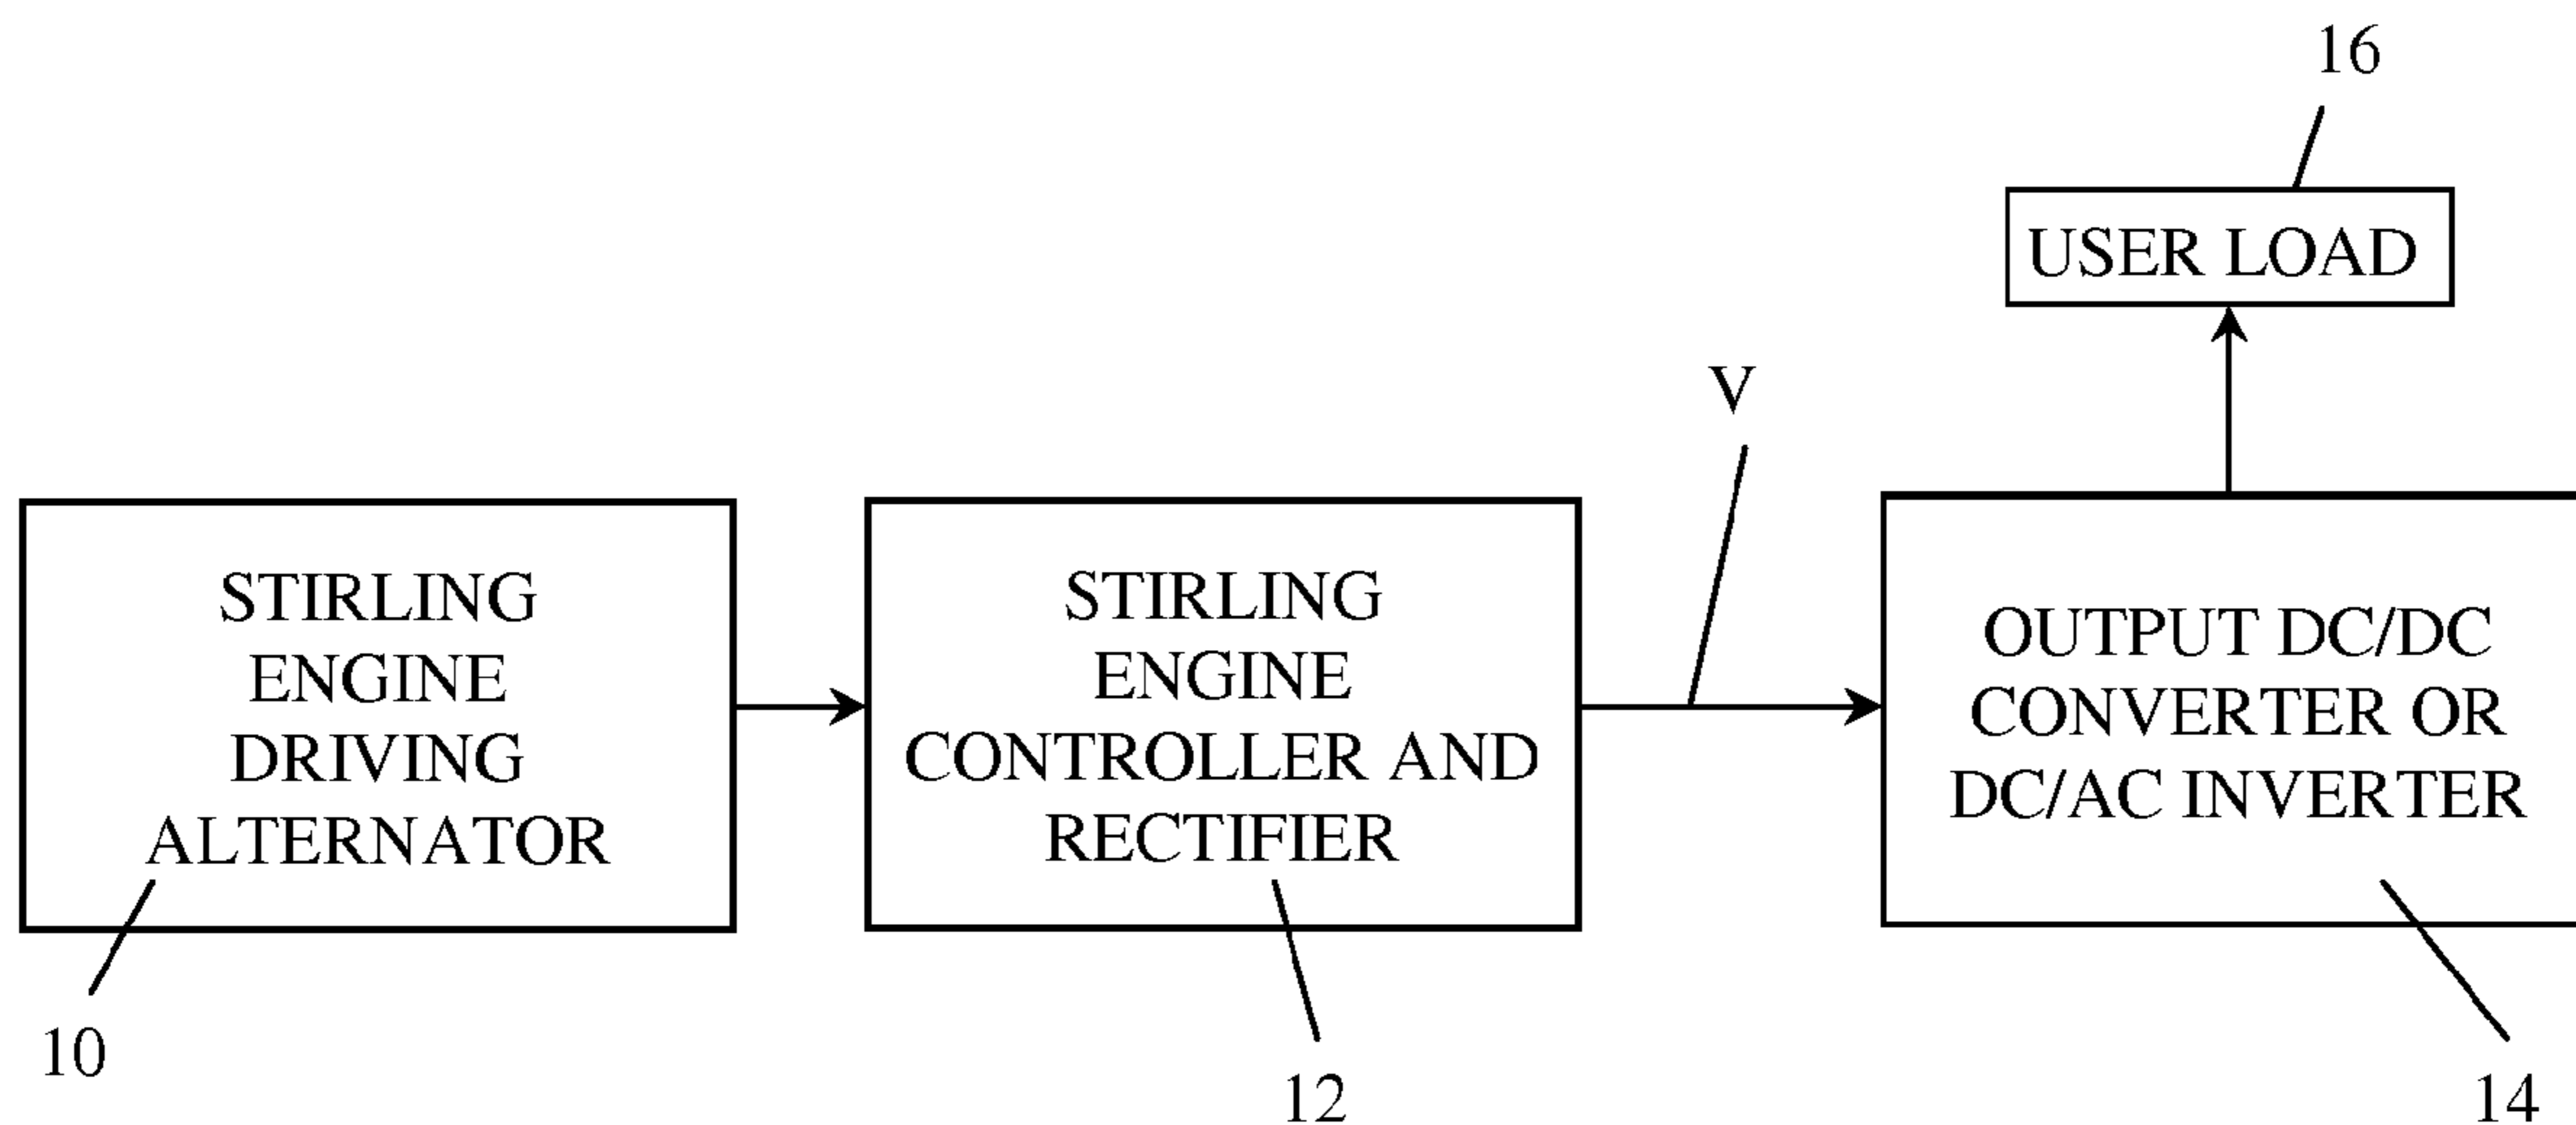 16
USER LOAD
V
STIRLING
ENGINE
DRIVING
ALTERNATOR
STIRLING
ENGINE
CONTROLLER AND
RECTIFIER
OUTPUT DC/DC
CONVERTER OR
DC/AC INVERTER
10
12
14